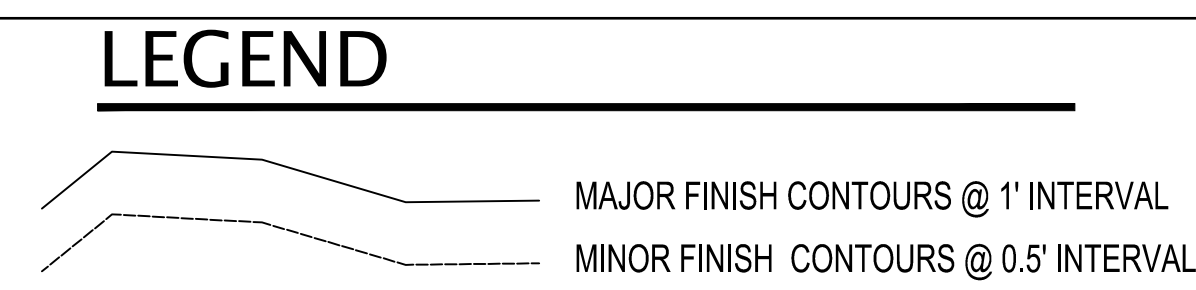 LEGEND
MAJOR FINISH CONTOURS @ 1' INTERVAL
MINOR FINISH  CONTOURS @ 0.5' INTERVAL